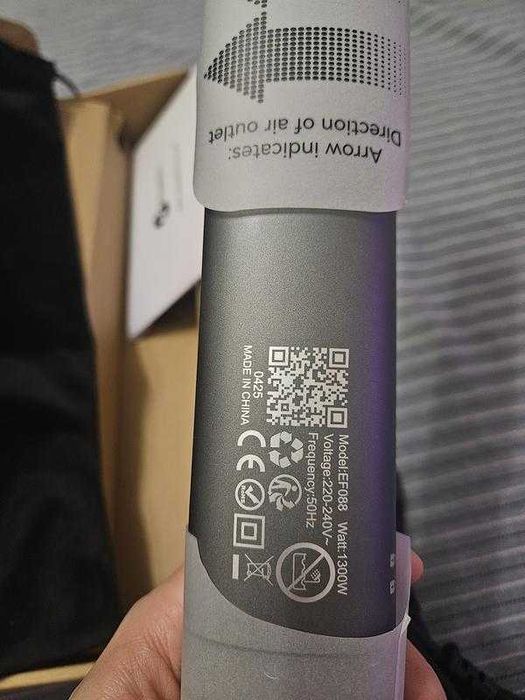 Arrow indicates:
Direction of air outlet
Model:EF088 Watt:1300W
Voltage:220-240V~
Frequency:50Hz
0425
MADE IN CHINA
CE